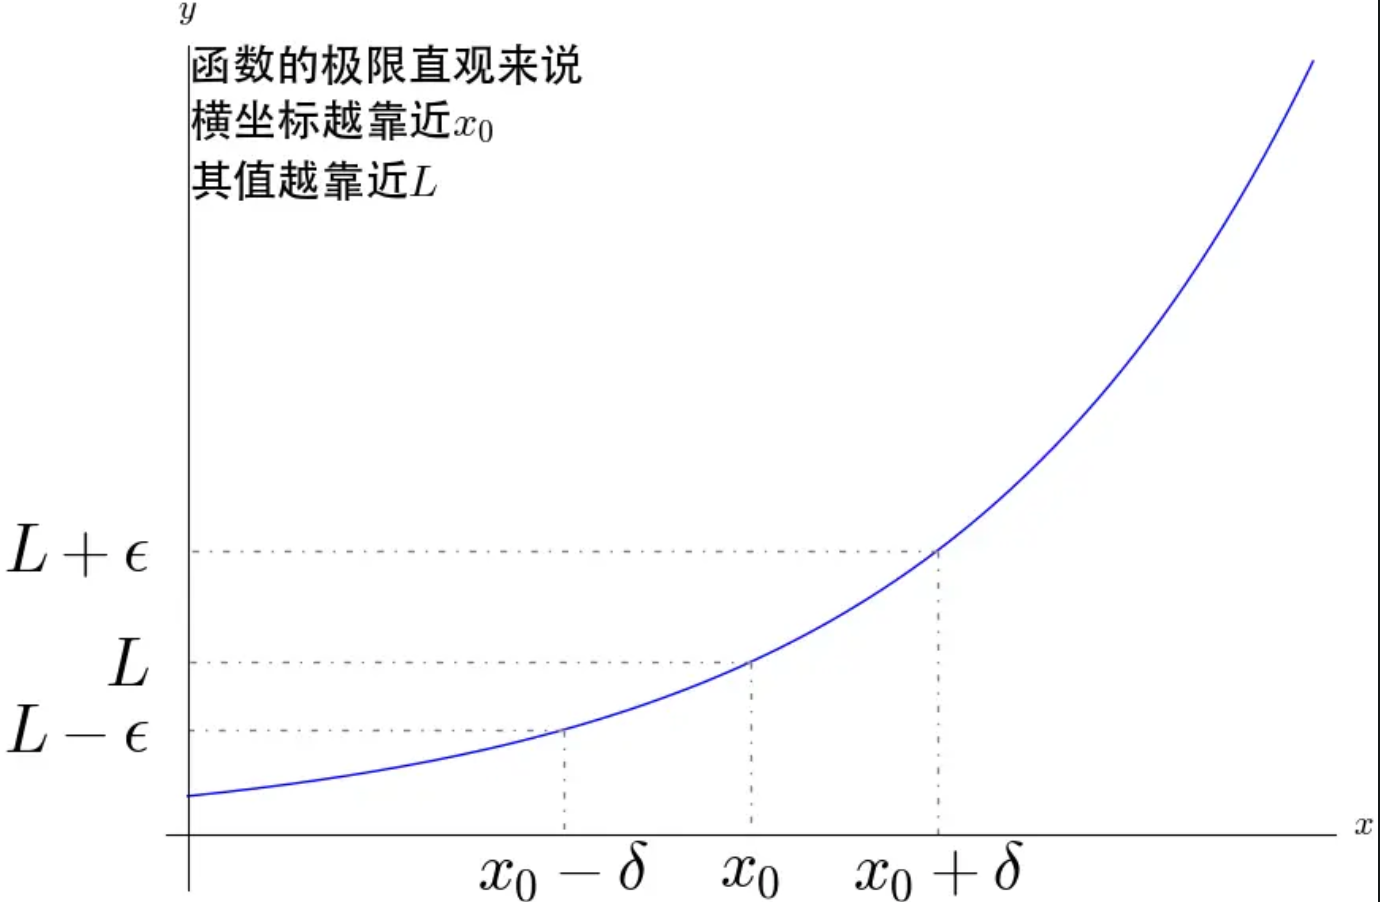 y
函数的极限直观来说
横坐标越靠近x₀
其值越靠近L
L + ϵ
L
L − ϵ
x
x₀ − δ
x₀
x₀ + δ